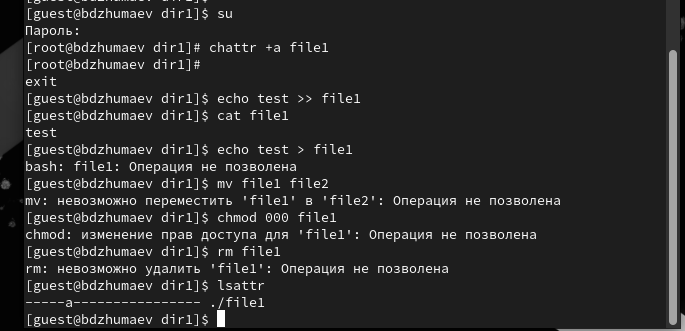 [guest@bdzhumaev dir1]$
[guest@bdzhumaev dir1]$ su
Пароль:
[root@bdzhumaev dir1]# chattr +a file1
[root@bdzhumaev dir1]#
exit
[guest@bdzhumaev dir1]$ echo test >> file1
[guest@bdzhumaev dir1]$ cat file1
test
[guest@bdzhumaev dir1]$ echo test > file1
bash: file1: Операция не позволена
[guest@bdzhumaev dir1]$ mv file1 file2
mv: невозможно переместить 'file1' в 'file2': Операция не позволена
[guest@bdzhumaev dir1]$ chmod 000 file1
chmod: изменение прав доступа для 'file1': Операция не позволена
[guest@bdzhumaev dir1]$ rm file1
rm: невозможно удалить 'file1': Операция не позволена
[guest@bdzhumaev dir1]$ lsattr
-----a---------------- ./file1
[guest@bdzhumaev dir1]$